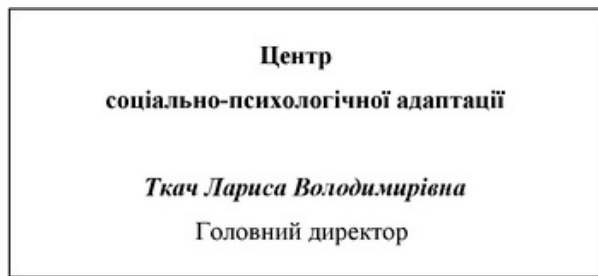 Центр
соціально-психологічної адаптації
Ткач Лариса Володимирівна
Головний директор